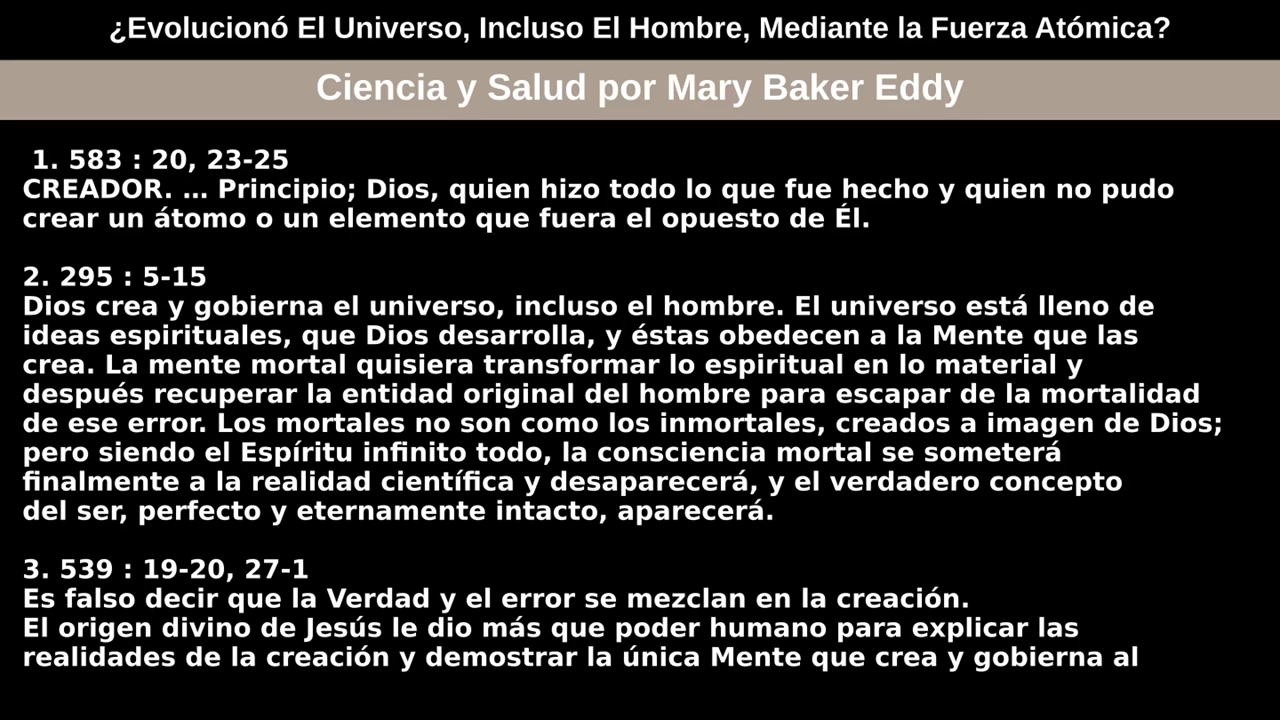 ¿Evolucionó El Universo, Incluso El Hombre, Mediante la Fuerza Atómica?
Ciencia y Salud por Mary Baker Eddy
1. 583 : 20, 23-25
CREADOR. … Principio; Dios, quien hizo todo lo que fue hecho y quien no pudo
crear un átomo o un elemento que fuera el opuesto de Él.
2. 295 : 5-15
Dios crea y gobierna el universo, incluso el hombre. El universo está lleno de
ideas espirituales, que Dios desarrolla, y éstas obedecen a la Mente que las
crea. La mente mortal quisiera transformar lo espiritual en lo material y
después recuperar la entidad original del hombre para escapar de la mortalidad
de ese error. Los mortales no son como los inmortales, creados a imagen de Dios;
pero siendo el Espíritu infinito todo, la consciencia mortal se someterá
finalmente a la realidad científica y desaparecerá, y el verdadero concepto
del ser, perfecto y eternamente intacto, aparecerá.
3. 539 : 19-20, 27-1
Es falso decir que la Verdad y el error se mezclan en la creación.
El origen divino de Jesús le dio más que poder humano para explicar las
realidades de la creación y demostrar la única Mente que crea y gobierna al